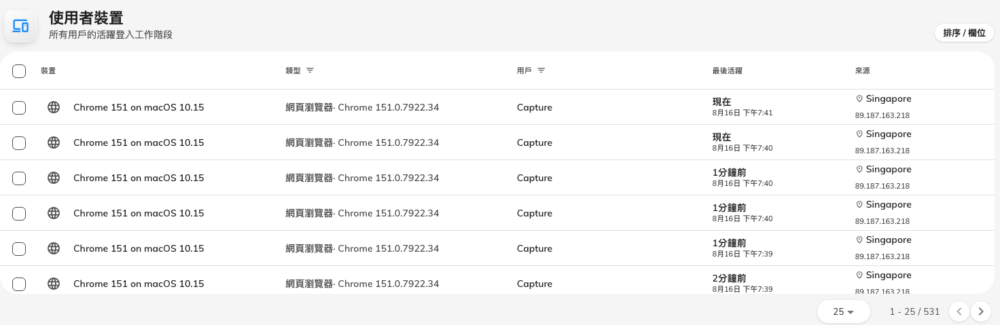 使用者裝置
所有用戶的活躍登入工作階段
排序 / 欄位
裝置 類型 用戶 最後活躍 來源
Chrome 151 on macOS 10.15 網頁瀏覽器· Chrome 151.0.7922.34 Capture 現在 Singapore
8月16日 下午7:41 89.187.163.218
Chrome 151 on macOS 10.15 網頁瀏覽器· Chrome 151.0.7922.34 Capture 現在 Singapore
8月16日 下午7:40 89.187.163.218
Chrome 151 on macOS 10.15 網頁瀏覽器· Chrome 151.0.7922.34 Capture 1分鐘前 Singapore
8月16日 下午7:40 89.187.163.218
Chrome 151 on macOS 10.15 網頁瀏覽器· Chrome 151.0.7922.34 Capture 1分鐘前 Singapore
8月16日 下午7:40 89.187.163.218
Chrome 151 on macOS 10.15 網頁瀏覽器· Chrome 151.0.7922.34 Capture 1分鐘前 Singapore
8月16日 下午7:39 89.187.163.218
Chrome 151 on macOS 10.15 網頁瀏覽器· Chrome 151.0.7922.34 Capture 2分鐘前 Singapore
8月16日 下午7:39 89.187.163.218
25 1 - 25 / 531